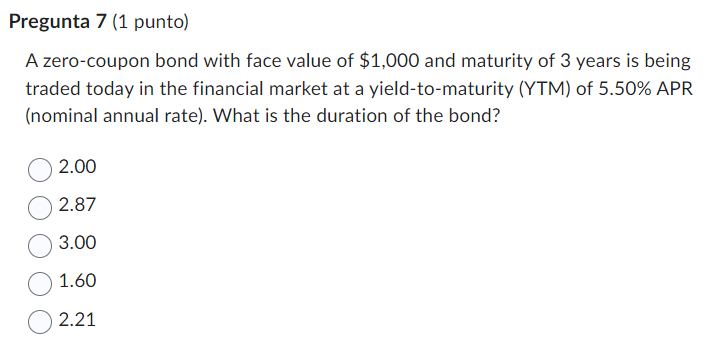 Pregunta 7 (1 punto)
A zero-coupon bond with face value of $1,000 and maturity of 3 years is being
traded today in the financial market at a yield-to-maturity (YTM) of 5.50% APR
(nominal annual rate). What is the duration of the bond?
2.00
2.87
3.00
1.60
2.21